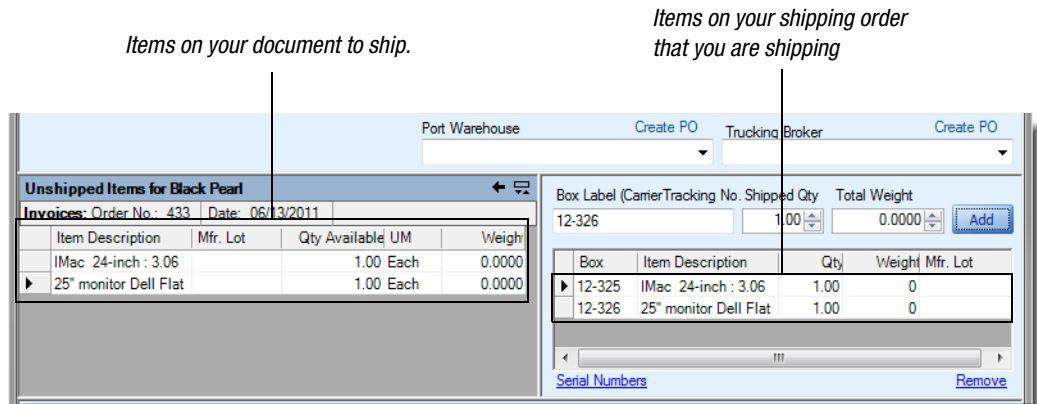 Items on your document to ship.
Items on your shipping order
that you are shipping
Port Warehouse Create PO Trucking Broker Create PO
Unshipped Items for Black Pearl
Invoices: Order No.: 433 Date: 06/13/2011
Item Description Mfr. Lot Qty Available UM Weigh
IMac 24-inch : 3.06 1.00 Each 0.0000
25" monitor Dell Flat 1.00 Each 0.0000
Box Label (CarrierTracking No. Shipped Qty Total Weight
12-326 1.00 0.0000 Add
Box Item Description Qty Weight Mfr. Lot
12-325 IMac 24-inch : 3.06 1.00 0
12-326 25" monitor Dell Flat 1.00 0
Serial Numbers Remove